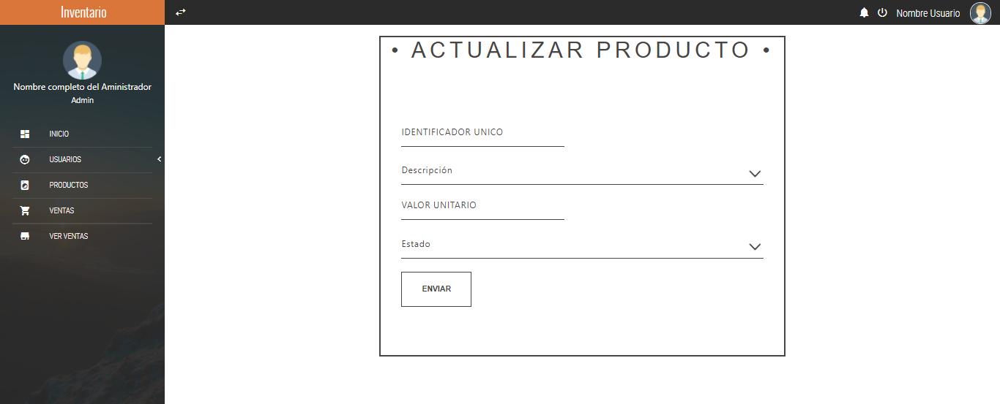 Inventario
Nombre Usuario
Nombre completo del Aministrador
Admin
INICIO
USUARIOS
PRODUCTOS
VENTAS
VER VENTAS
• ACTUALIZAR PRODUCTO •
IDENTIFICADOR UNICO
Descripción
VALOR UNITARIO
Estado
ENVIAR